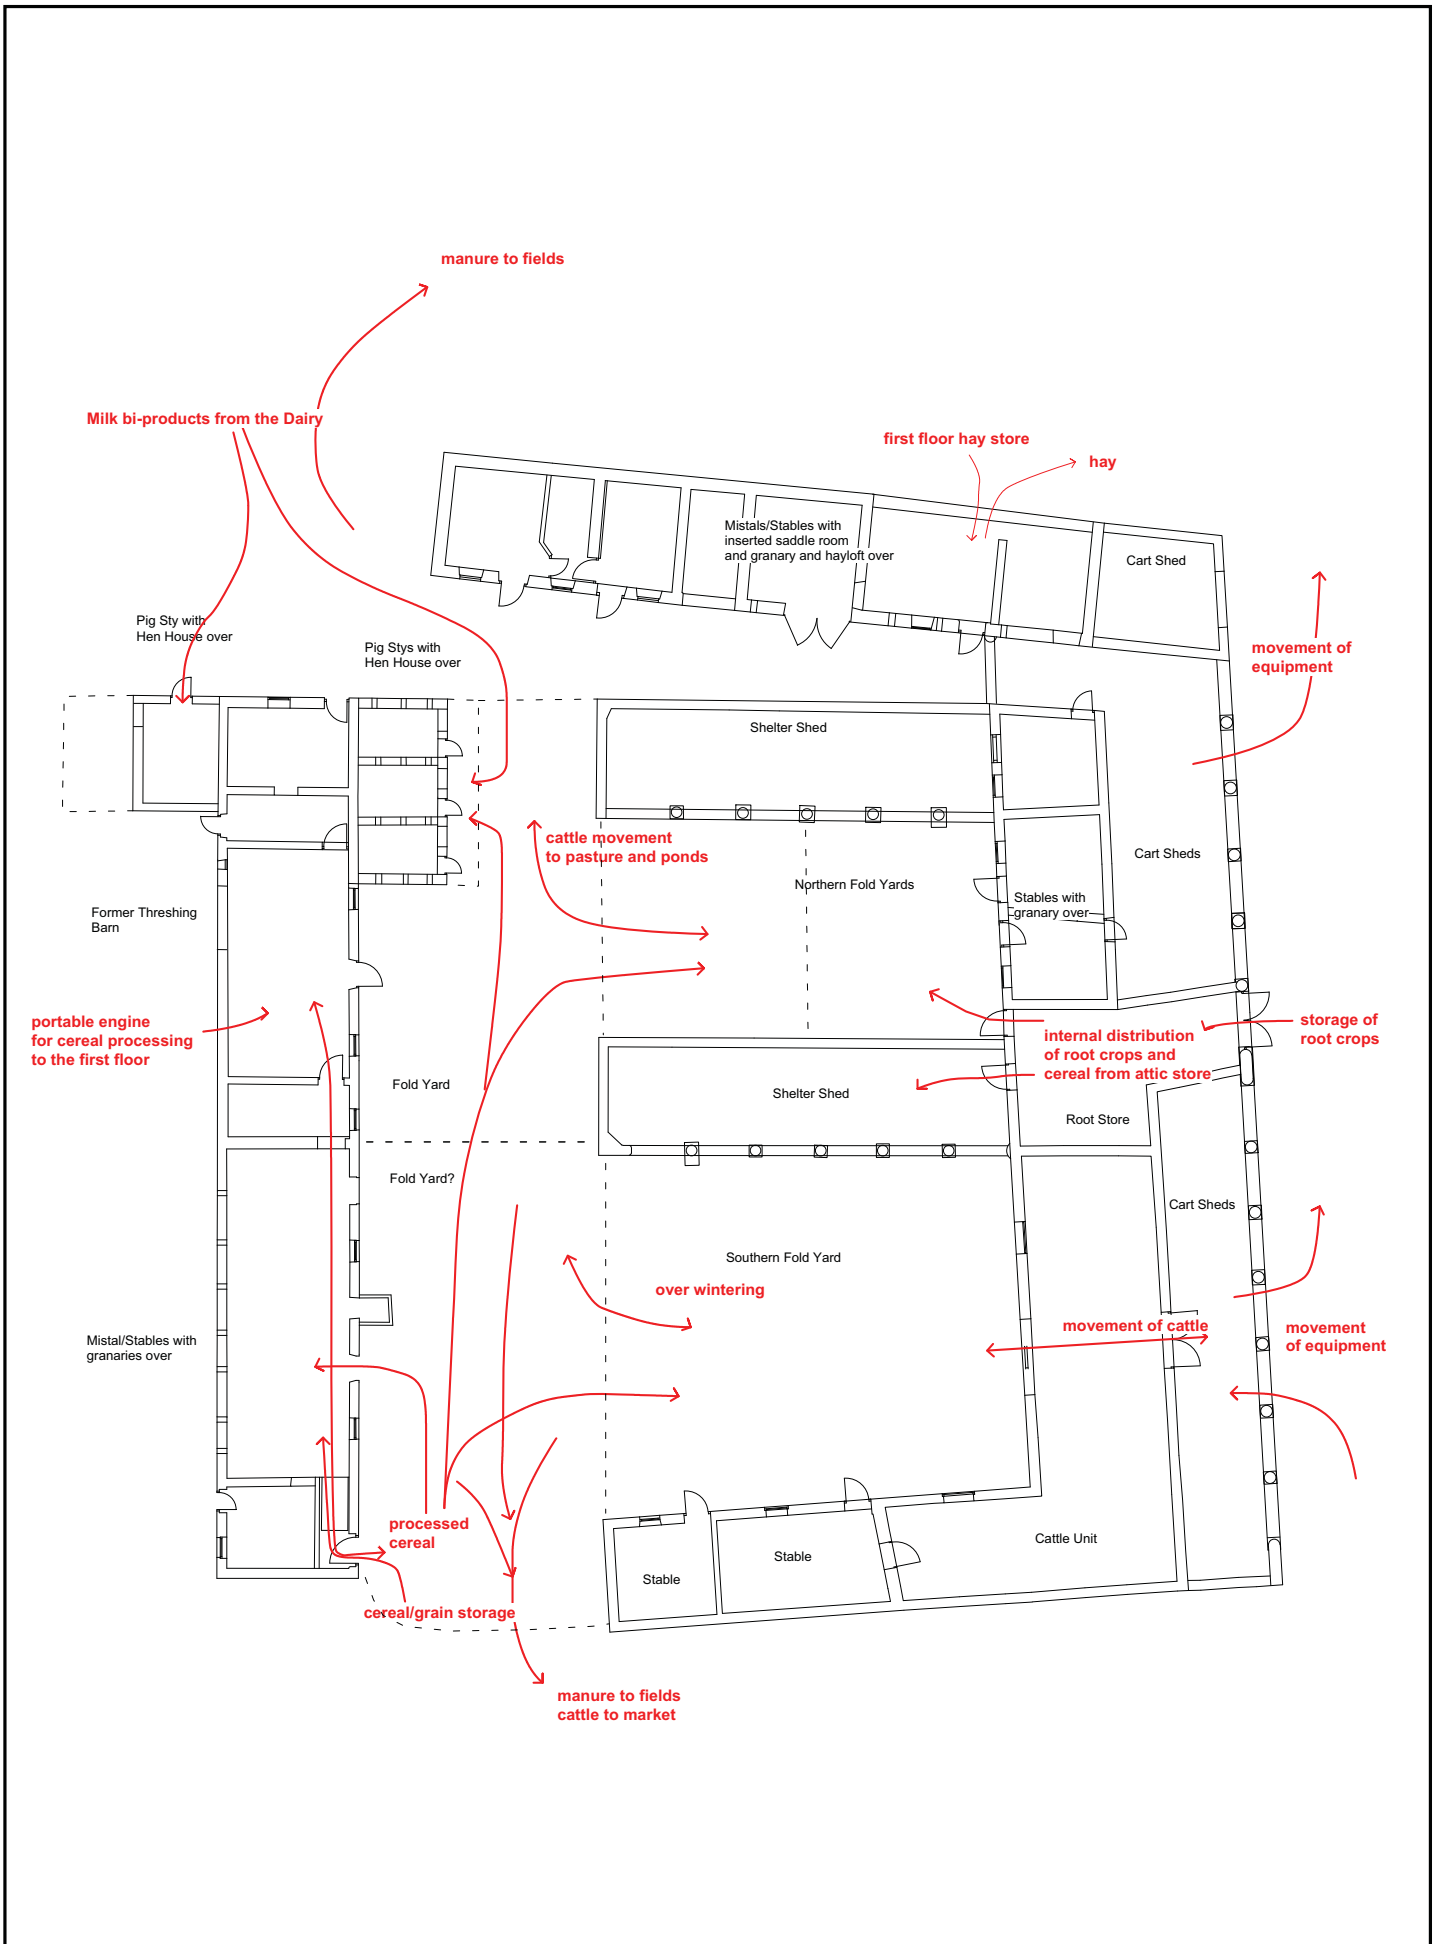 manure to fields
Milk bi-products from the Dairy
first floor hay store
hay
Mistals/Stables with
inserted saddle room
and granary and hayloft over
Cart Shed
Pig Sty with
Hen House over
Pig Stys with
Hen House over
movement of
equipment
Shelter Shed
cattle movement
to pasture and ponds
Cart Sheds
Northern Fold Yards
Stables with
granary over
Former Threshing
Barn
portable engine
for cereal processing
to the first floor
internal distribution
of root crops and
cereal from attic store
storage of
root crops
Fold Yard
Shelter Shed
Root Store
Fold Yard?
Cart Sheds
Southern Fold Yard
over wintering
movement of cattle
movement
of equipment
Mistal/Stables with
granaries over
processed
cereal
Cattle Unit
Stable
Stable
cereal/grain storage
manure to fields
cattle to market